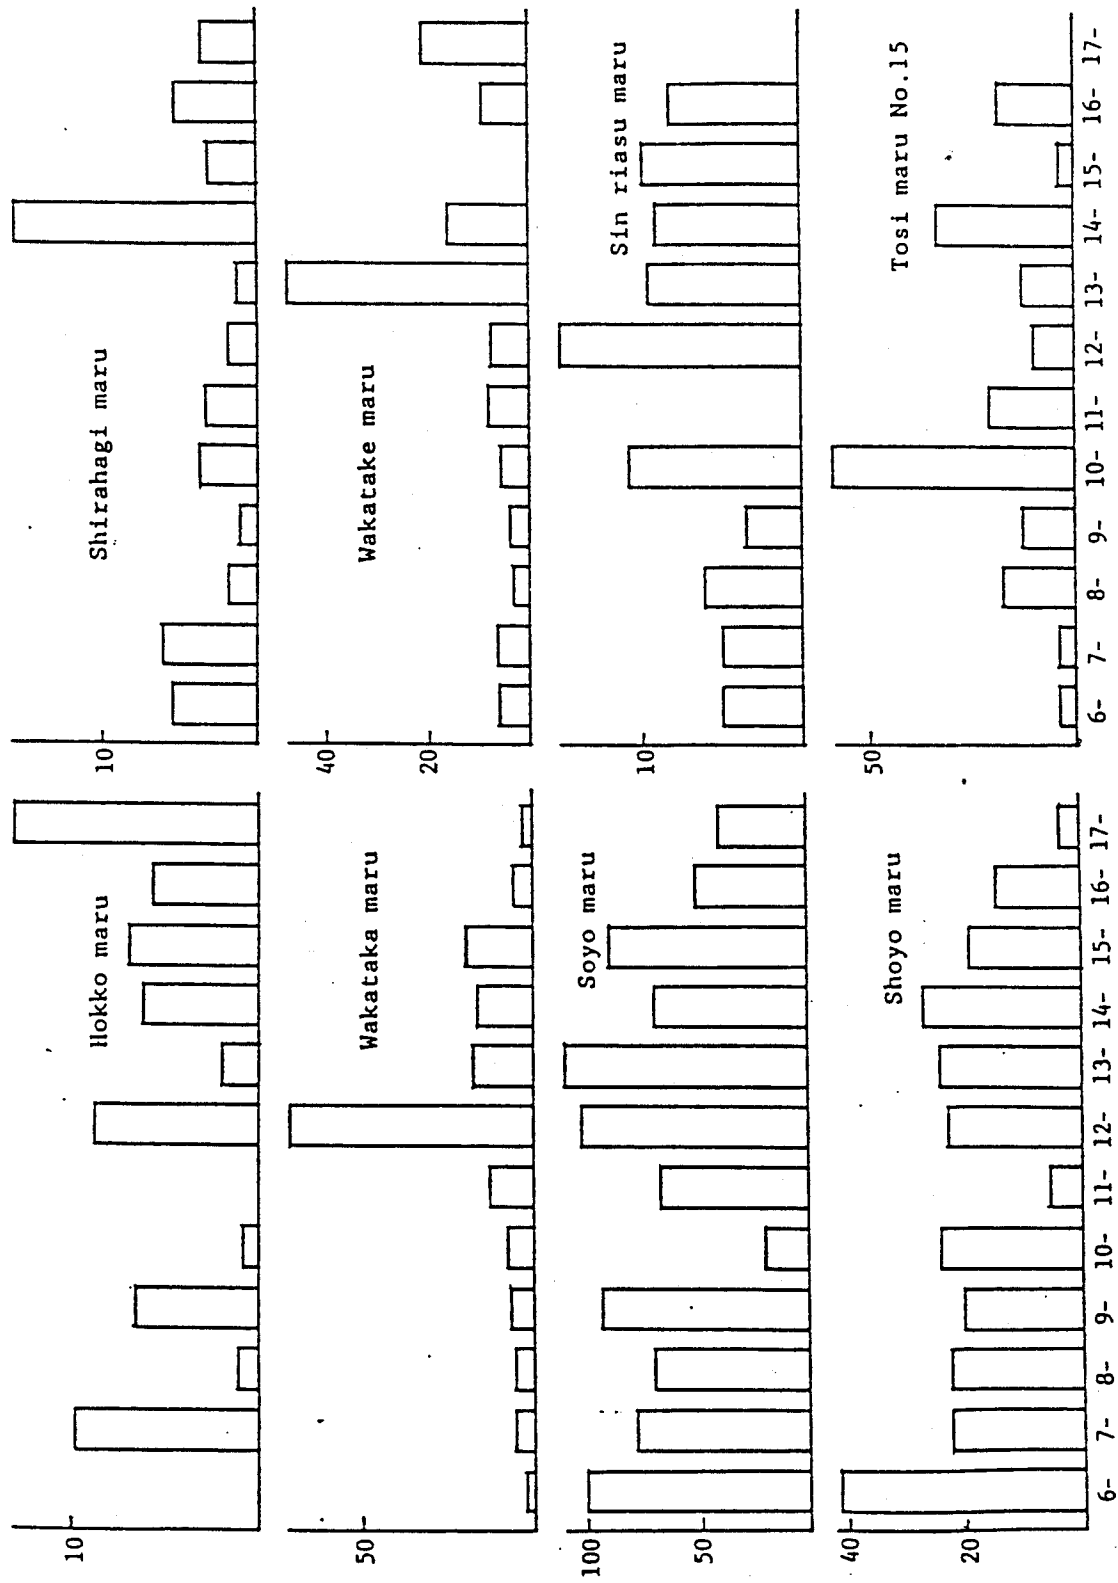 Hokko maru
10
Shirahagi maru
10
Wakataka maru
50
Wakatake maru
40
20
Soyo maru
100
50
Sin riasu maru
10
Shoyo maru
40
20
6- 7- 8- 9- 10- 11- 12- 13- 14- 15- 16- 17-
Tosi maru No.15
50
6- 7- 8- 9- 10- 11- 12- 13- 14- 15- 16- 17-